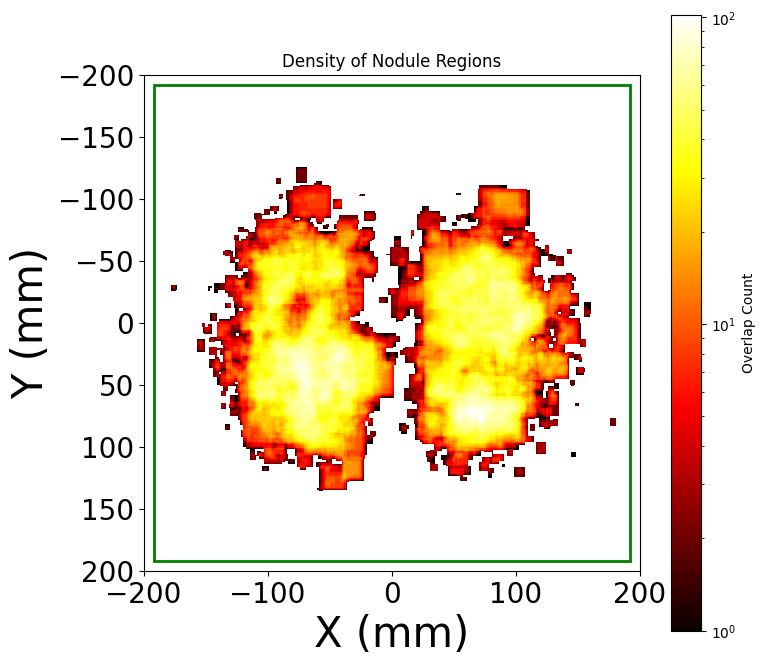 Density of Nodule Regions
−200
−150
−100
−50
0
50
100
150
200
−200 −100 0 100 200
X (mm)
Y (mm)
10²
10¹
10⁰
Overlap Count